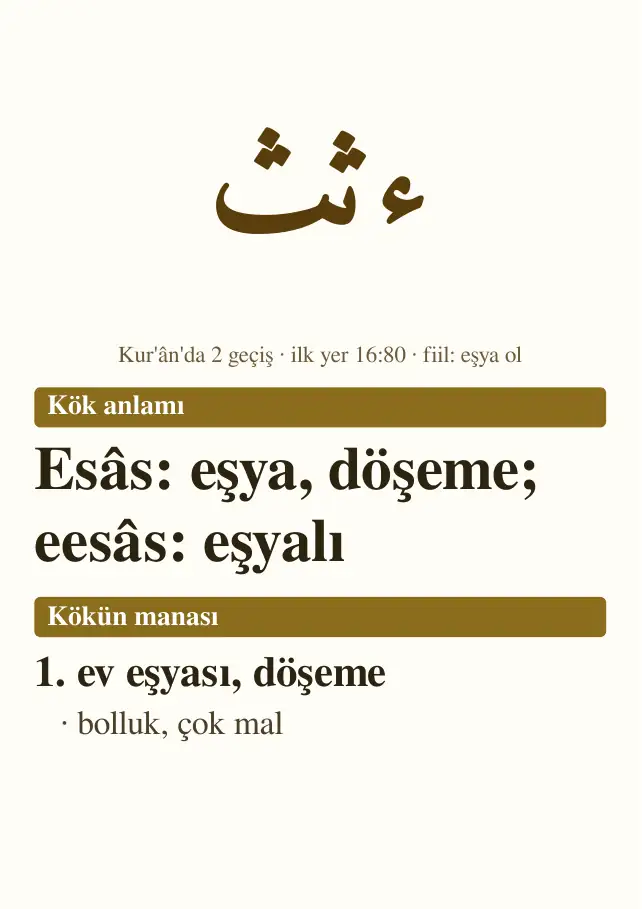 ء ث ث
Kur'ân'da 2 geçiş · ilk yer 16:80 · fiil: eşya ol
Kök anlamı
Esâs: eşya, döşeme;
eesâs: eşyalı
Kökün manası
1. ev eşyası, döşeme
· bolluk, çok mal